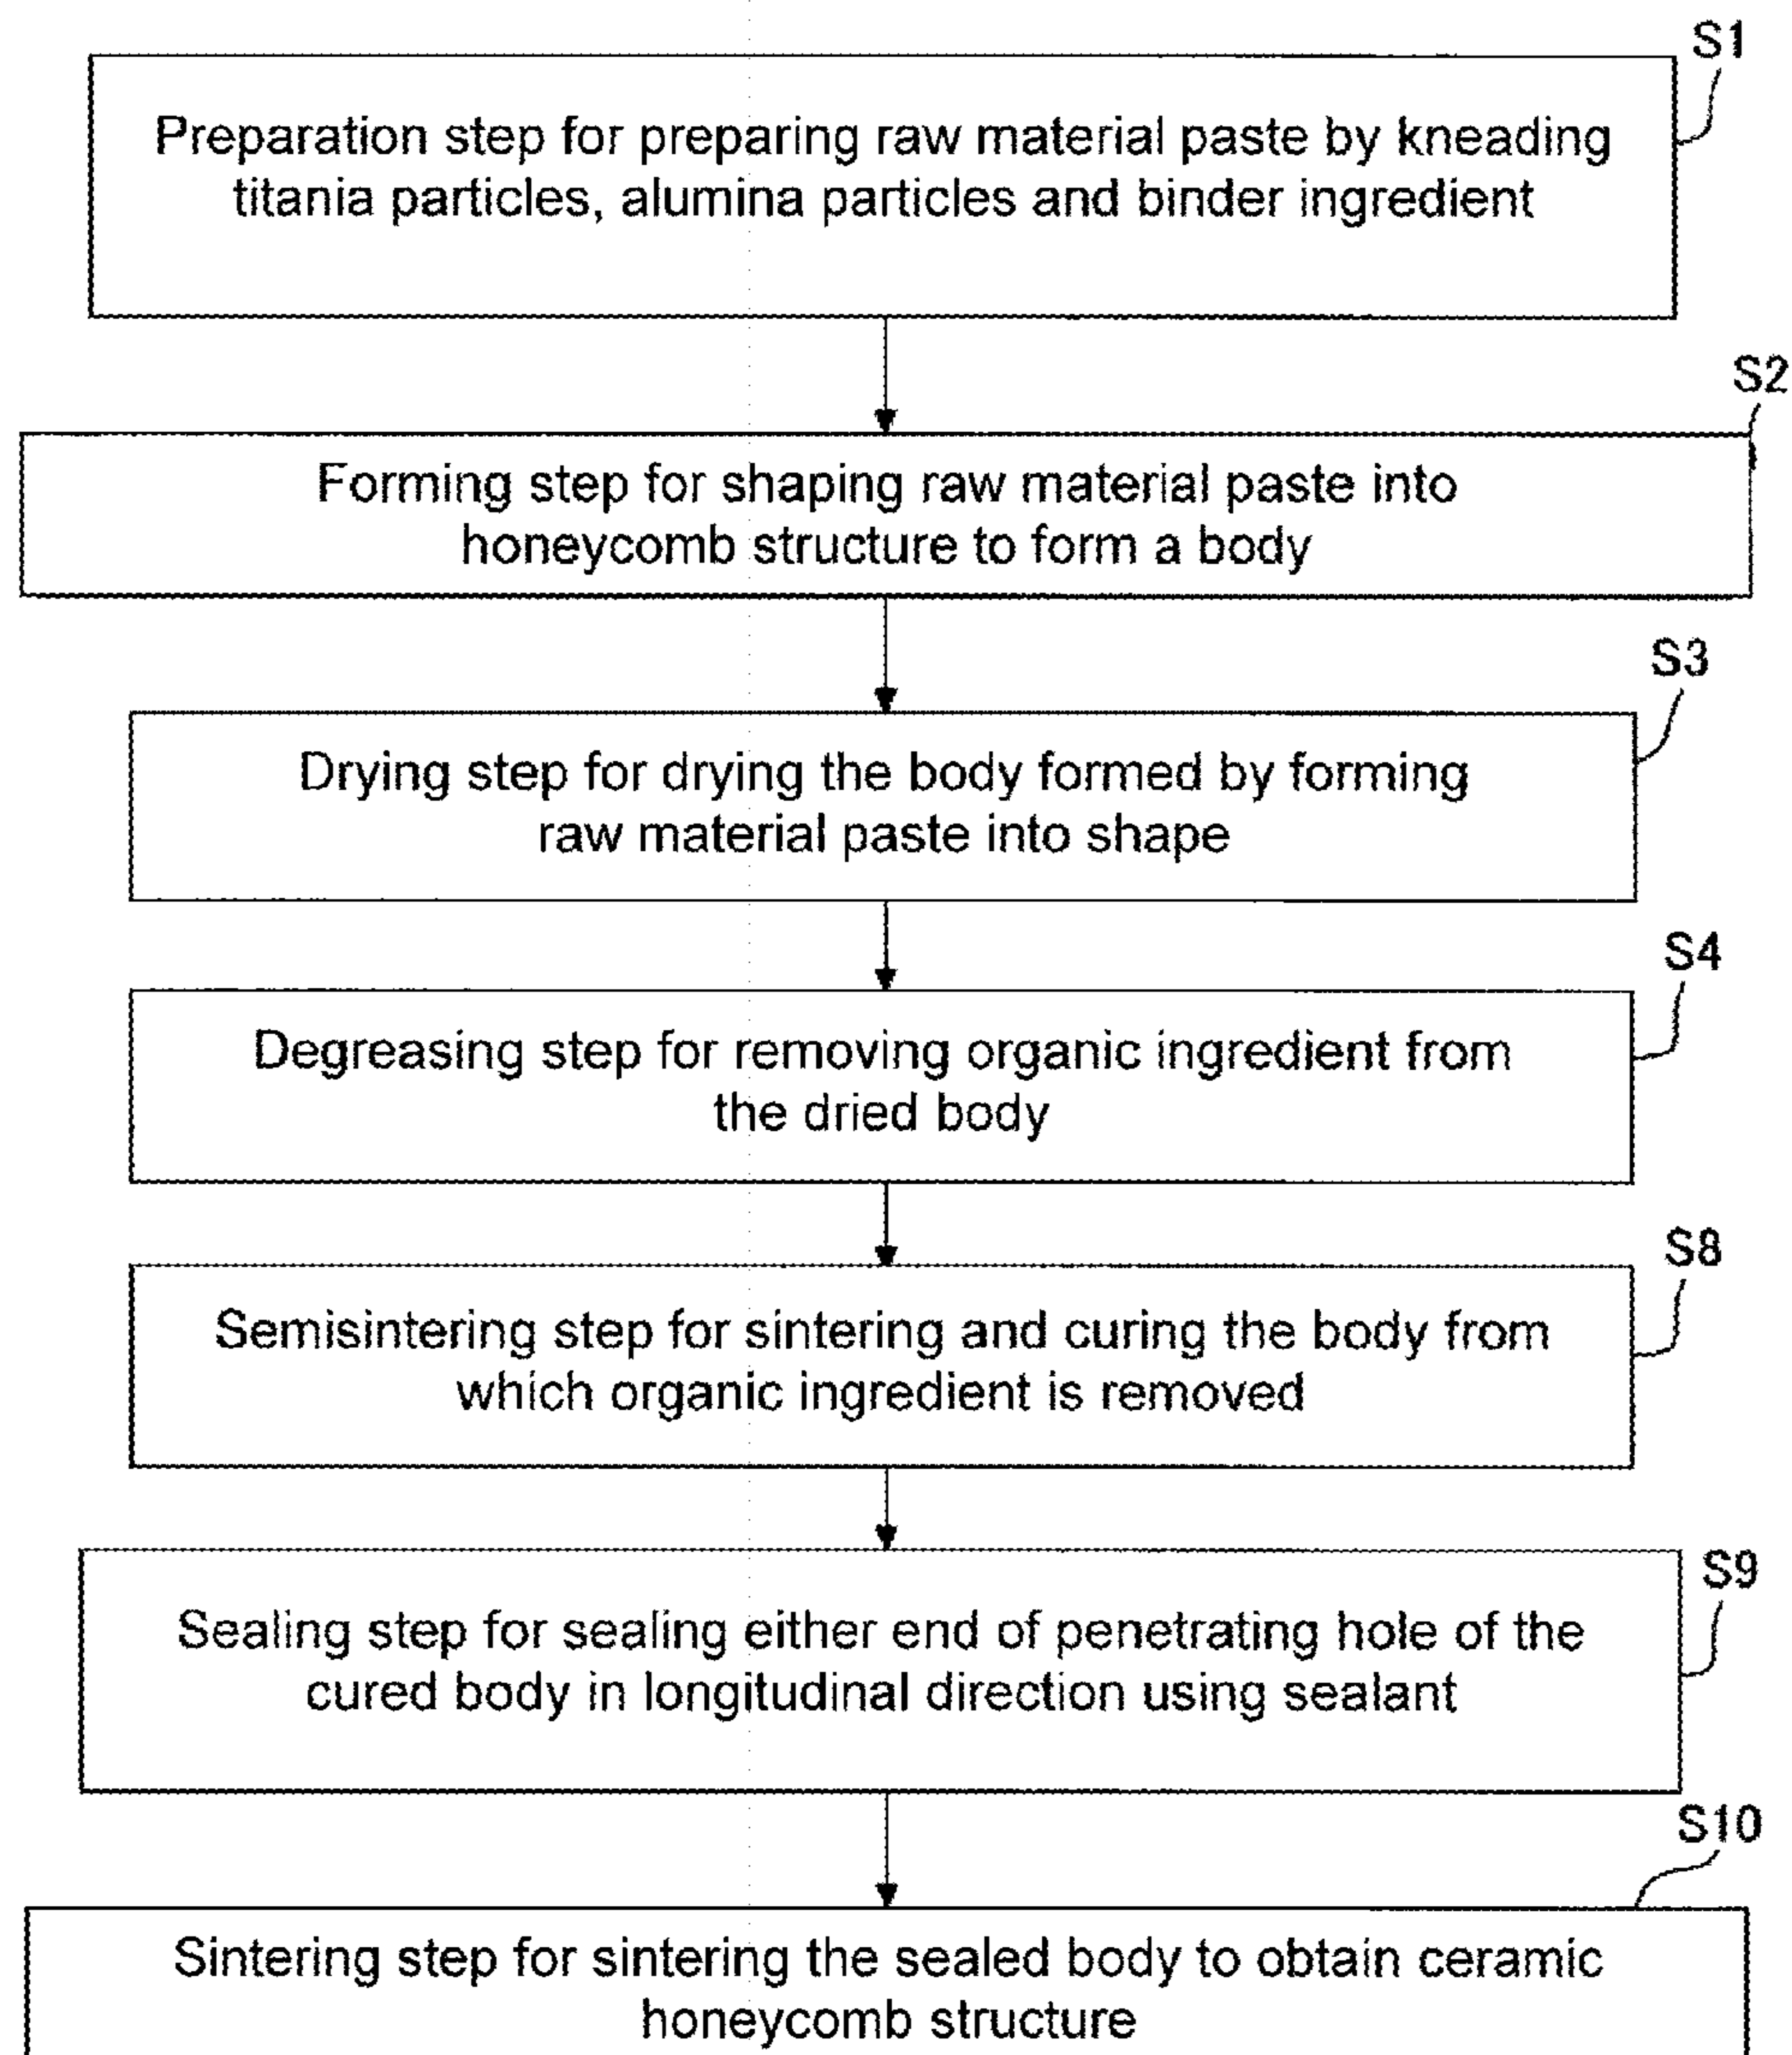 S1
Preparation step for preparing raw material paste by kneading
titania particles, alumina particles and binder ingredient
S2
Forming step for shaping raw material paste into
honeycomb structure to form a body
S3
Drying step for drying the body formed by forming
raw material paste into shape
S4
Degreasing step for removing organic ingredient from
the dried body
S8
Semisintering step for sintering and curing the body from
which organic ingredient is removed
S9
Sealing step for sealing either end of penetrating hole of the
cured body in longitudinal direction using sealant
S10
Sintering step for sintering the sealed body to obtain ceramic
honeycomb structure